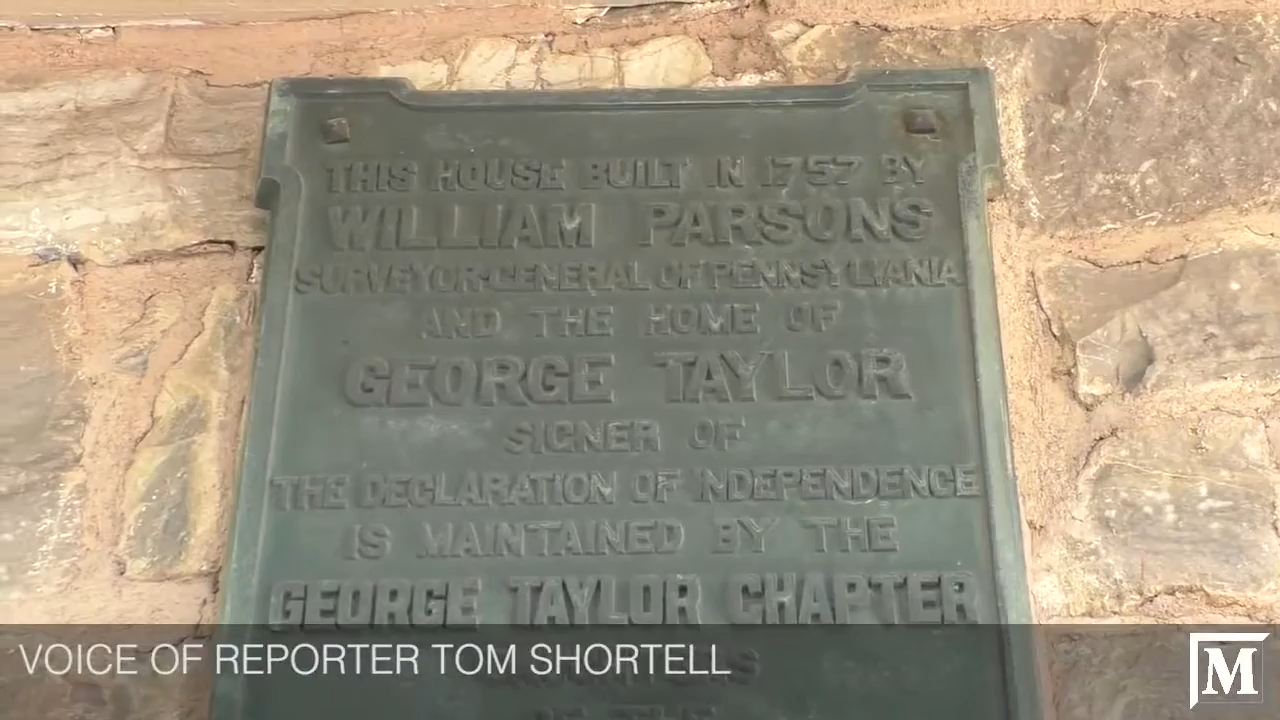 THIS HOUSE BUILT IN 1757 BY
WILLIAM PARSONS
SURVEYOR-GENERAL OF PENNSYLVANIA
AND THE HOME OF
GEORGE TAYLOR
SIGNER OF
THE DECLARATION OF INDEPENDENCE
IS MAINTAINED BY THE
GEORGE TAYLOR CHAPTER
VOICE OF REPORTER TOM SHORTELL
M